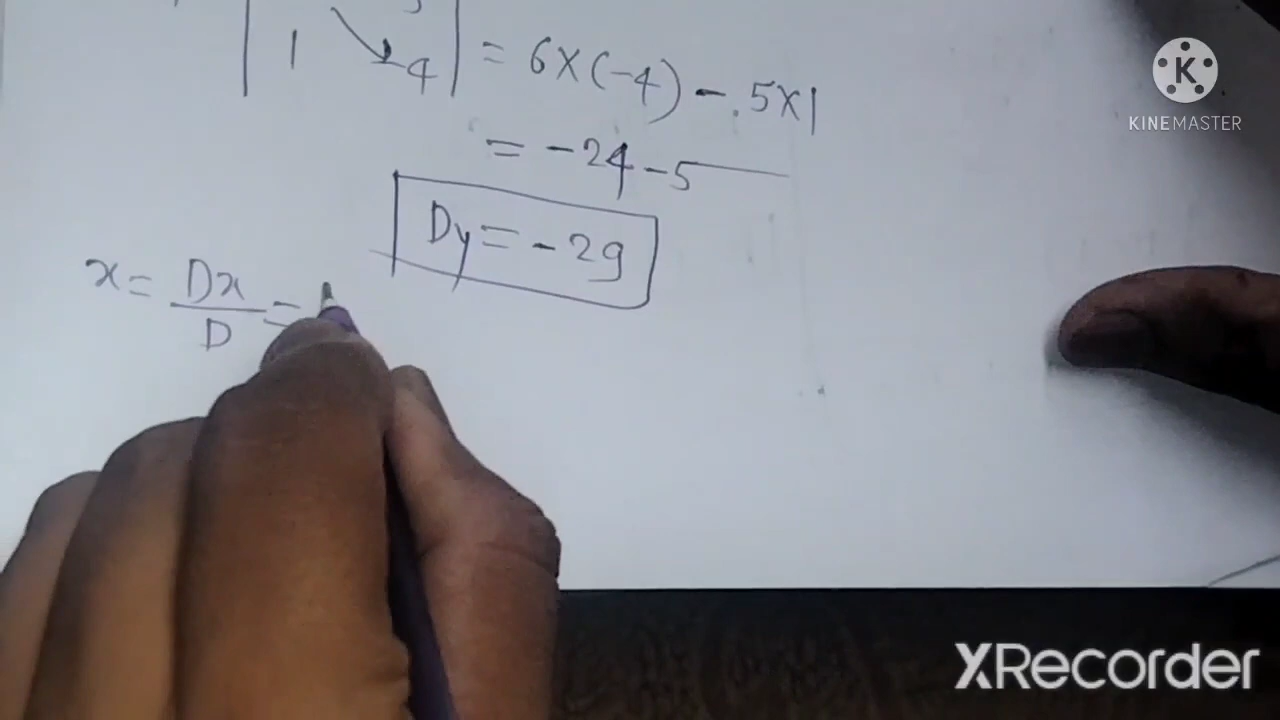 1 -4 = 6x(-4) - 5x1
= -24 - 5
Dy = -29
x = Dx/D =
KINEMASTER
XRecorder